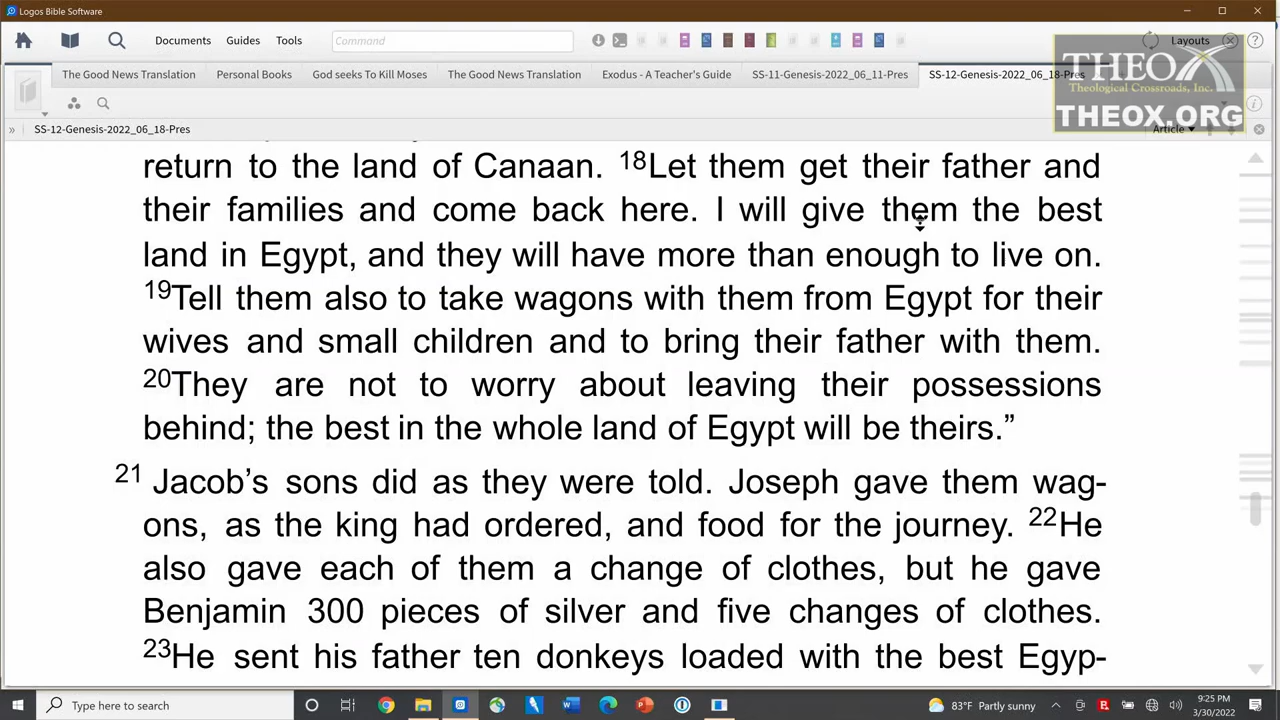 Logos Bible Software
Documents Guides Tools Command Layouts
The Good News Translation Personal Books God seeks To Kill Moses The Good News Translation Exodus - A Teacher's Guide SS-11-Genesis-2022_06_11-Pres SS-12-Genesis-2022_06_18-Pres
THEOX
Theological Crossroads, Inc.
THEOX.ORG
SS-12-Genesis-2022_06_18-Pres Article
return to the land of Canaan. 18Let them get their father and
their families and come back here. I will give them the best
land in Egypt, and they will have more than enough to live on.
19Tell them also to take wagons with them from Egypt for their
wives and small children and to bring their father with them.
20They are not to worry about leaving their possessions
behind; the best in the whole land of Egypt will be theirs.”
21 Jacob’s sons did as they were told. Joseph gave them wag-
ons, as the king had ordered, and food for the journey. 22He
also gave each of them a change of clothes, but he gave
Benjamin 300 pieces of silver and five changes of clothes.
23He sent his father ten donkeys loaded with the best Egyp-
Type here to search
83°F Partly sunny
9:25 PM
3/30/2022